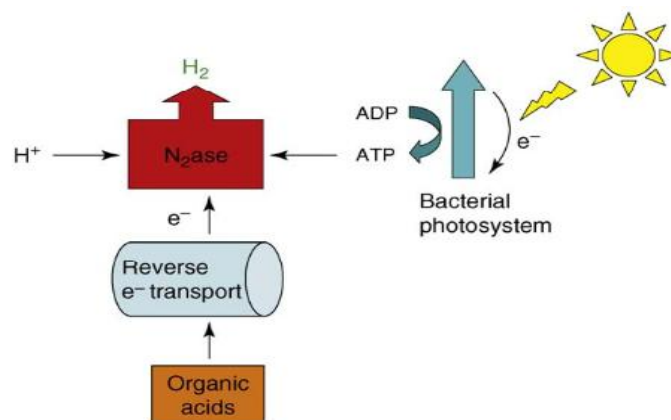 H₂
H⁺
N₂ase
ADP
ATP
e⁻
Bacterial
photosystem
e⁻
Reverse
e⁻ transport
Organic
acids